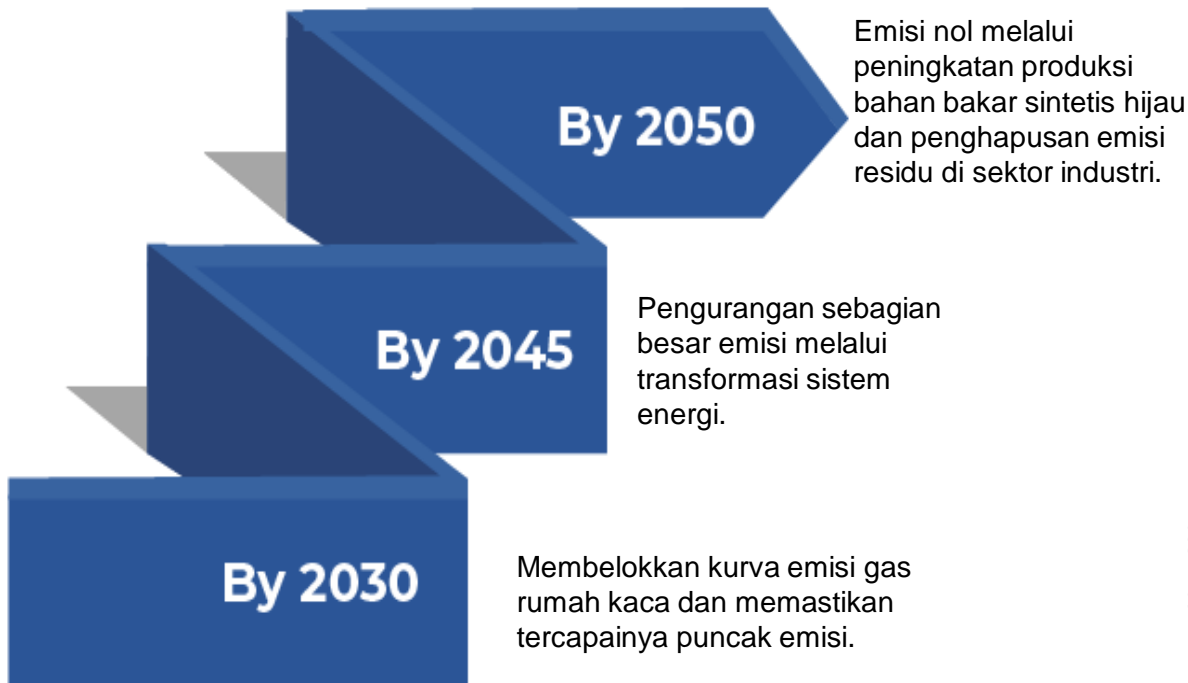 Emisi nol melalui
peningkatan produksi
bahan bakar sintetis hijau
dan penghapusan emisi
residu di sektor industri.
By 2050
Pengurangan sebagian
besar emisi melalui
transformasi sistem
energi.
By 2045
Membelokkan kurva emisi gas
rumah kaca dan memastikan
tercapainya puncak emisi.
By 2030